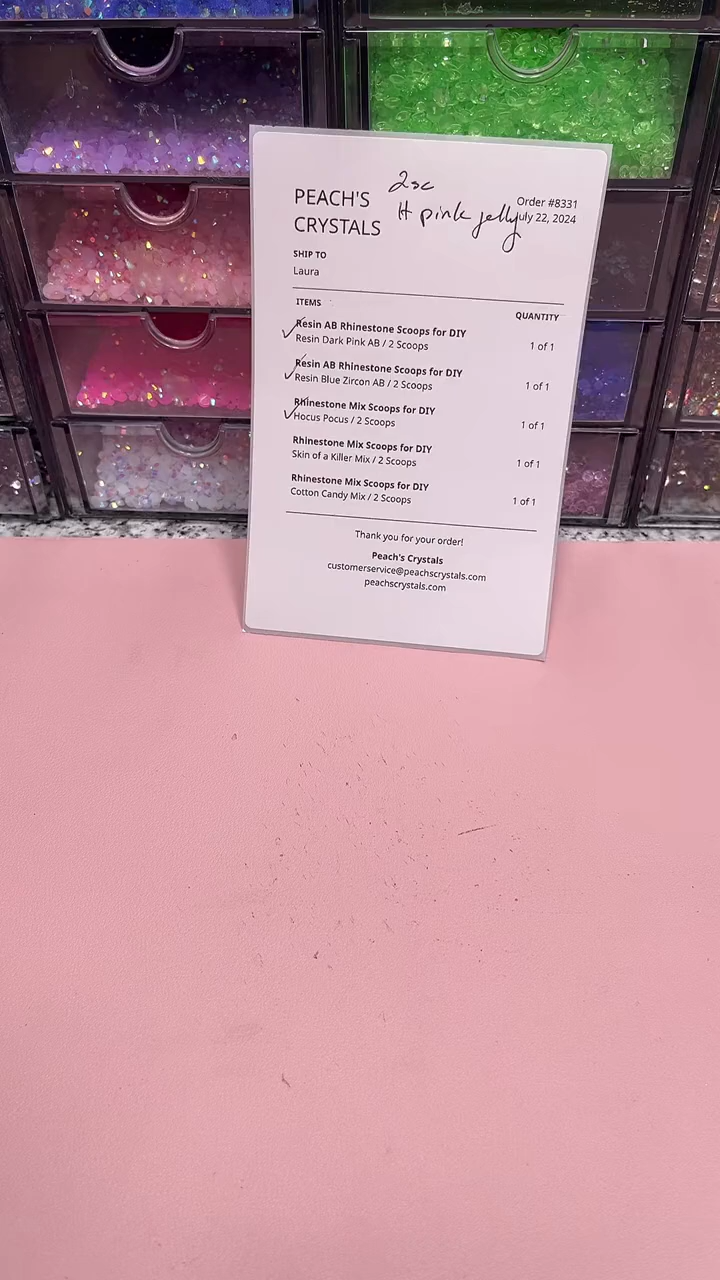 2sc
H pink jelly
PEACH'S
CRYSTALS
Order #8331
July 22, 2024
SHIP TO
Laura
ITEMS
QUANTITY
Resin AB Rhinestone Scoops for DIY
Resin Dark Pink AB / 2 Scoops
1 of 1
Resin AB Rhinestone Scoops for DIY
Resin Blue Zircon AB / 2 Scoops
1 of 1
Rhinestone Mix Scoops for DIY
Hocus Pocus / 2 Scoops
1 of 1
Rhinestone Mix Scoops for DIY
Skin of a Killer Mix / 2 Scoops
1 of 1
Rhinestone Mix Scoops for DIY
Cotton Candy Mix / 2 Scoops
1 of 1
Thank you for your order!
Peach's Crystals
customerservice@peachscrystals.com
peachscrystals.com